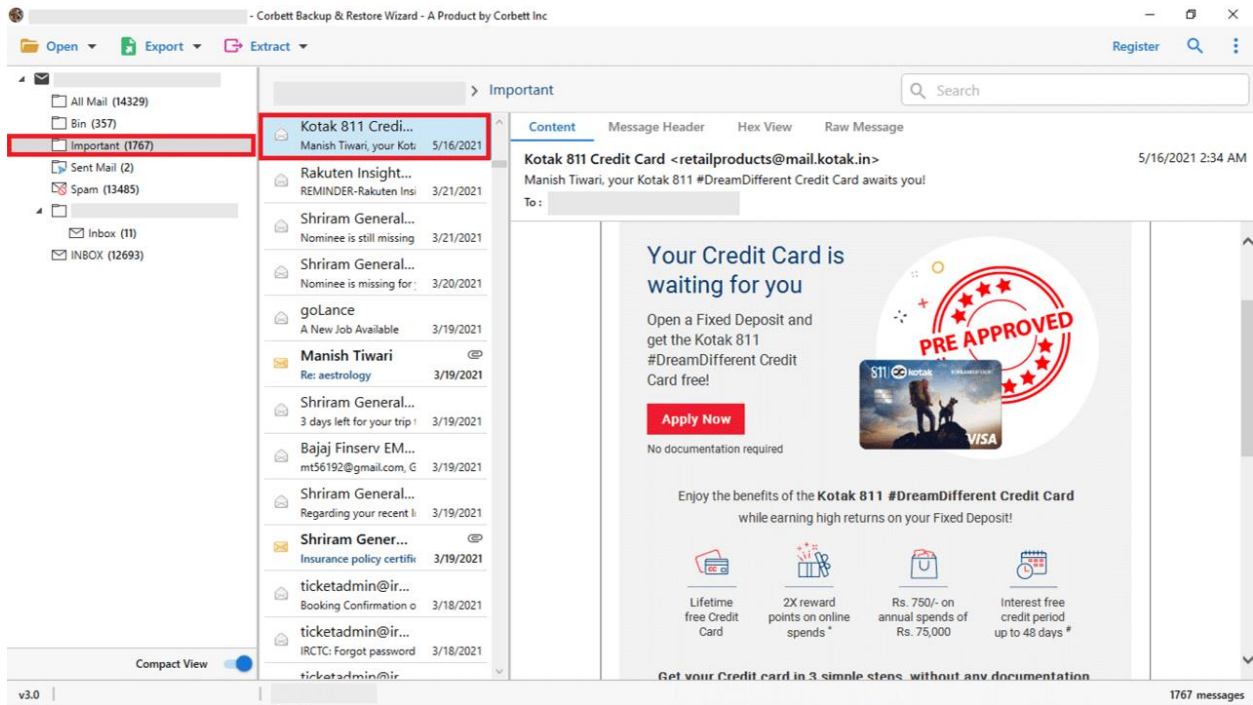 - Corbett Backup & Restore Wizard - A Product by Corbett Inc
Open Export Extract Register
All Mail (14329)
Bin (357)
Important (1767)
Sent Mail (2)
Spam (13485)
Inbox (11)
INBOX (12693)
Compact View
> Important
Search
Kotak 811 Credi...
Manish Tiwari, your Kota 5/16/2021
Rakuten Insight...
REMINDER-Rakuten Insi 3/21/2021
Shriram General...
Nominee is still missing 3/21/2021
Shriram General...
Nominee is missing for 3/20/2021
goLance
A New Job Available 3/19/2021
Manish Tiwari
Re: aestrology 3/19/2021
Shriram General...
3 days left for your trip 3/19/2021
Bajaj Finserv EM...
mt56192@gmail.com, G 3/19/2021
Shriram General...
Regarding your recent 3/19/2021
Shriram Gener...
Insurance policy certific 3/19/2021
ticketadmin@ir...
Booking Confirmation o 3/18/2021
ticketadmin@ir...
IRCTC: Forgot password 3/18/2021
ticketadmin@ir
Content Message Header Hex View Raw Message
Kotak 811 Credit Card <retailproducts@mail.kotak.in> 5/16/2021 2:34 AM
Manish Tiwari, your Kotak 811 #DreamDifferent Credit Card awaits you!
To :
Your Credit Card is
waiting for you
Open a Fixed Deposit and
get the Kotak 811
#DreamDifferent Credit
Card free!
Apply Now
No documentation required
PRE APPROVED
811 kotak
VISA
Enjoy the benefits of the Kotak 811 #DreamDifferent Credit Card
while earning high returns on your Fixed Deposit!
Lifetime
free Credit
Card
2X reward
points on online
spends *
Rs. 750/- on
annual spends of
Rs. 75,000
Interest free
credit period
up to 48 days #
Get your Credit card in 3 simple steps, without any documentation
v3.0
1767 messages